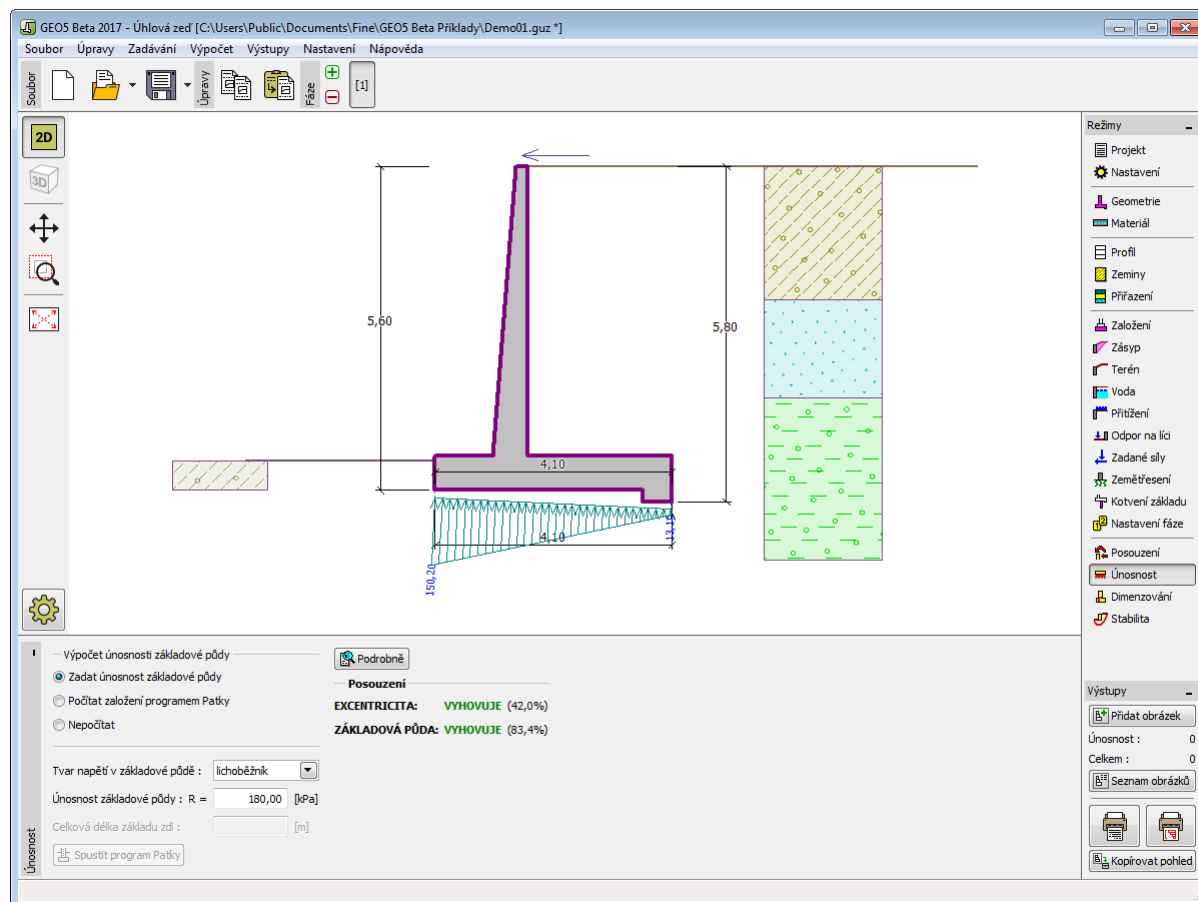 GEO5 Beta 2017 - Úhlová zeď [C:\Users\Public\Documents\Fine\GEO5 Beta Příklady\Demo01.guz *]
Soubor Úpravy Zadávání Výpočet Výstupy Nastavení Nápověda
Soubor
Úpravy
Fáze
[1]
2D
3D
5,60
5,80
4,10
4,10
150,20
13,15
Režimy
Projekt
Nastavení
Geometrie
Materiál
Profil
Zeminy
Přiřazení
Založení
Zásyp
Terén
Voda
Přitížení
Odpor na líci
Zadané síly
Zemětřesení
Kotvení základu
Nastavení fáze
Posouzení
Únosnost
Dimenzování
Stabilita
Únosnost
Výpočet únosnosti základové půdy
Zadat únosnost základové půdy
Počítat založení programem Patky
Nepočítat
Tvar napětí v základové půdě : lichoběžník
Únosnost základové půdy : R = 180,00 [kPa]
Celková délka základu zdi : [m]
Spustit program Patky
Podrobně
Posouzení
EXCENTRICITA: VYHOVUJE (42,0%)
ZÁKLADOVÁ PŮDA: VYHOVUJE (83,4%)
Výstupy
Přidat obrázek
Únosnost : 0
Celkem : 0
Seznam obrázků
Kopírovat pohled